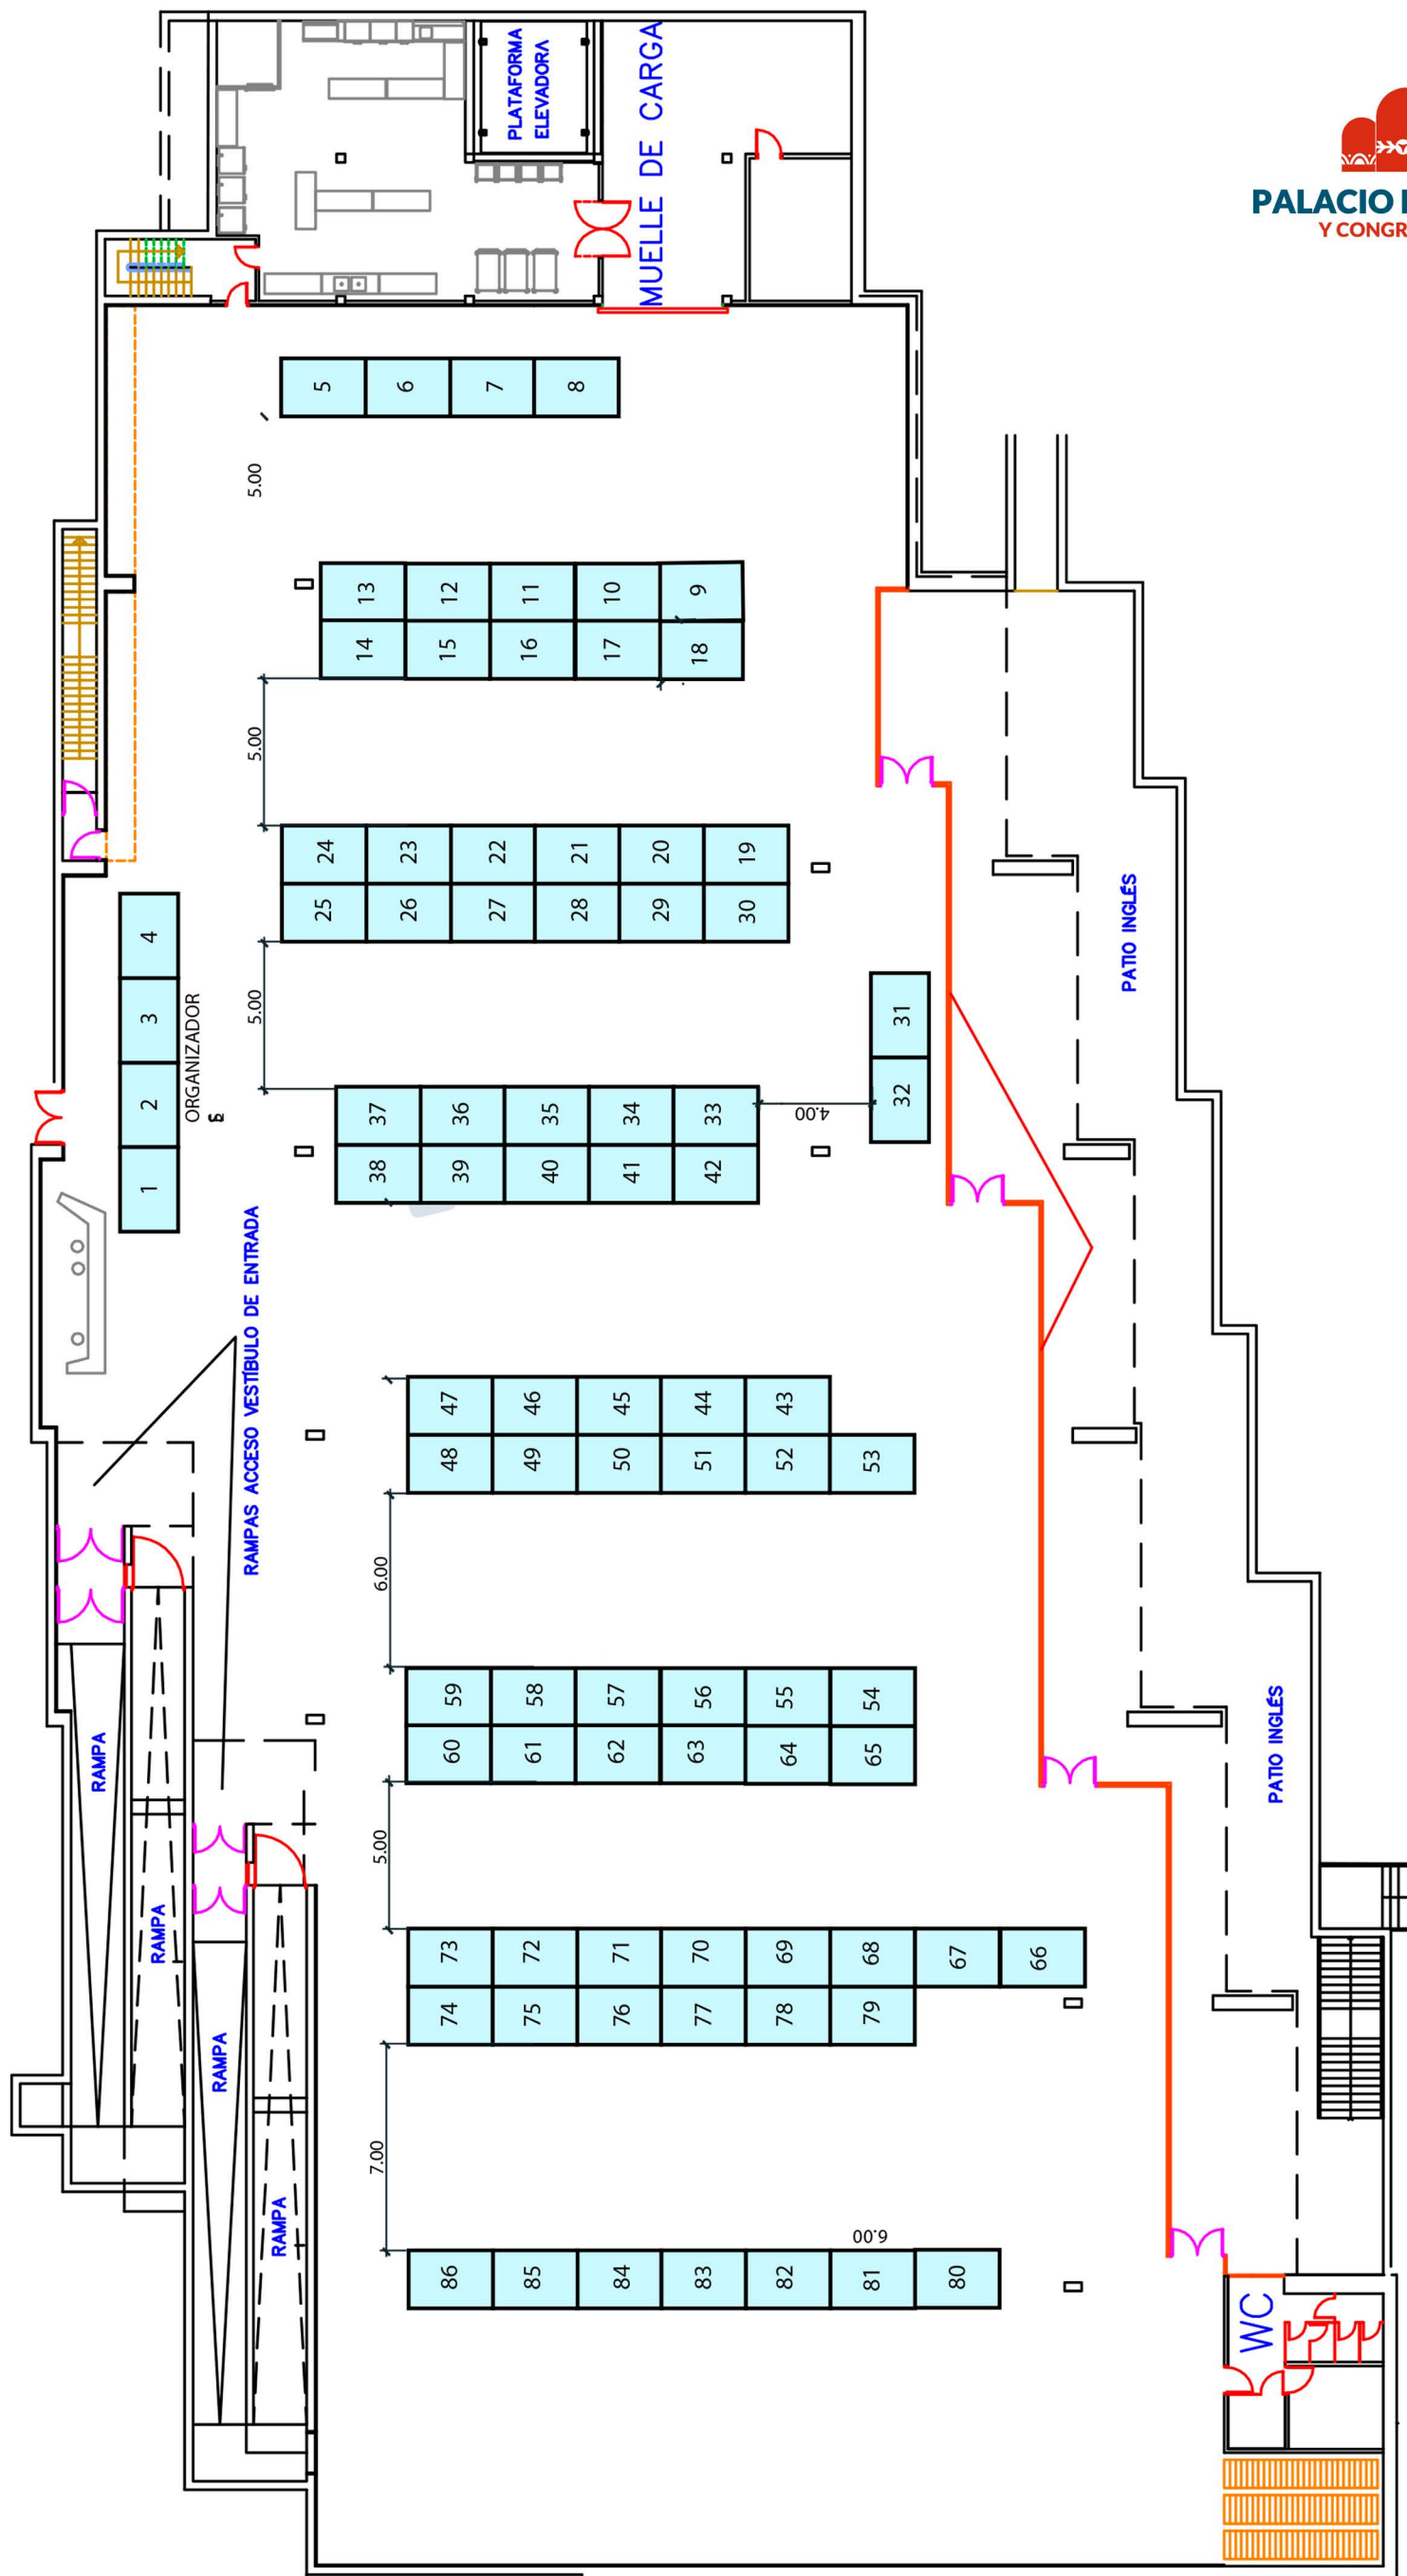 PLATAFORMA
ELEVADORA
MUELLE DE CARGA
PALACIO
Y CONGR
5 6 7 8
5.00
13 12 11 10 9
14 15 16 17 18
5.00
24 23 22 21 20 19
25 26 27 28 29 30
PATIO INGLÉS
4
3
2
1
ORGANIZADOR
5.00
31
32
37 36 35 34 33
4.00
38 39 40 41 42
RAMPAS ACCESO VESTÍBULO DE ENTRADA
47 46 45 44 43
48 49 50 51 52 53
6.00
59 58 57 56 55 54
60 61 62 63 64 65
PATIO INGLÉS
RAMPA
RAMPA
RAMPA
RAMPA
5.00
73 72 71 70 69 68 67 66
74 75 76 77 78 79
7.00
6.00
86 85 84 83 82 81 80
WC